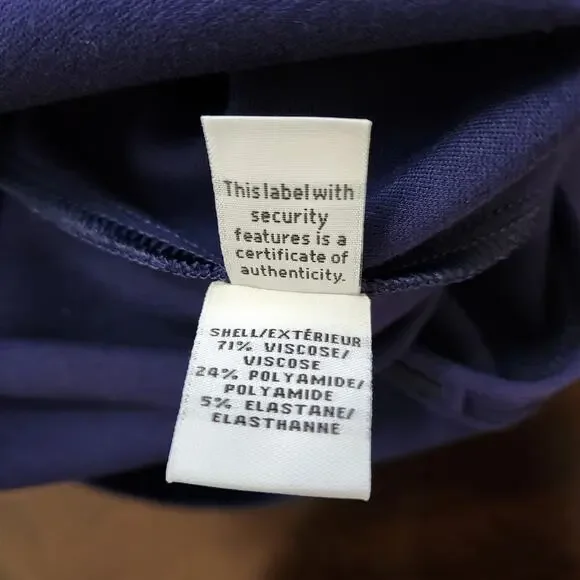 This label with
security
features is a
certificate of
authenticity.
SHELL/EXTÉRIEUR
71% VISCOSE/
VISCOSE
24% POLYAMIDE/
POLYAMIDE
5% ELASTANE/
ELASTHANNE